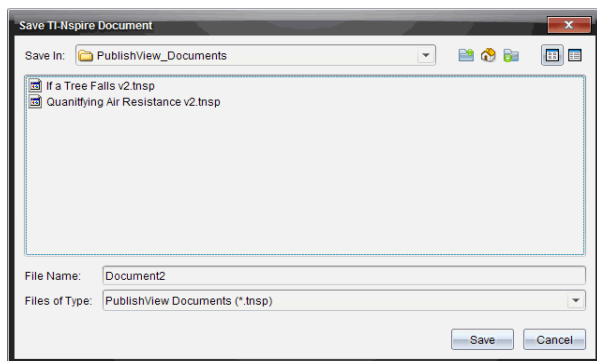 Save TI-Nspire Document
Save In: PublishView_Documents
If a Tree Falls v2.tnsp
Quanitfying Air Resistance v2.tnsp
File Name: Document2
Files of Type: PublishView Documents (*.tnsp)
Save Cancel